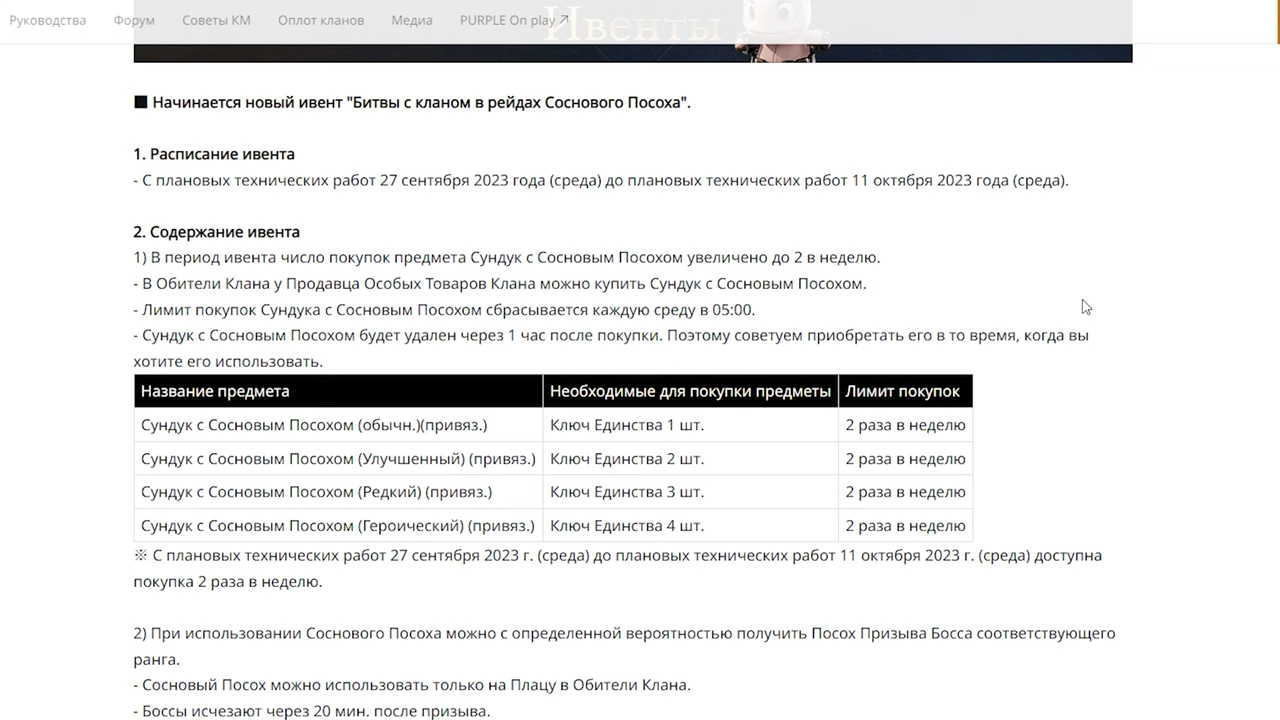 Руководства Форум Советы КМ Оплот кланов Медиа PURPLE On play
Ивенты
■ Начинается новый ивент "Битвы с кланом в рейдах Соснового Посоха".
1. Расписание ивента
- С плановых технических работ 27 сентября 2023 года (среда) до плановых технических работ 11 октября 2023 года (среда).
2. Содержание ивента
1) В период ивента число покупок предмета Сундук с Сосновым Посохом увеличено до 2 в неделю.
- В Обители Клана у Продавца Особых Товаров Клана можно купить Сундук с Сосновым Посохом.
- Лимит покупок Сундука с Сосновым Посохом сбрасывается каждую среду в 05:00.
- Сундук с Сосновым Посохом будет удален через 1 час после покупки. Поэтому советуем приобретать его в то время, когда вы
хотите его использовать.
Название предмета Необходимые для покупки предметы Лимит покупок
Сундук с Сосновым Посохом (обычн.)(привяз.) Ключ Единства 1 шт. 2 раза в неделю
Сундук с Сосновым Посохом (Улучшенный) (привяз.) Ключ Единства 2 шт. 2 раза в неделю
Сундук с Сосновым Посохом (Редкий) (привяз.) Ключ Единства 3 шт. 2 раза в неделю
Сундук с Сосновым Посохом (Героический) (привяз.) Ключ Единства 4 шт. 2 раза в неделю
※ С плановых технических работ 27 сентября 2023 г. (среда) до плановых технических работ 11 октября 2023 г. (среда) доступна
покупка 2 раза в неделю.
2) При использовании Соснового Посоха можно с определенной вероятностью получить Посох Призыва Босса соответствующего
ранга.
- Сосновый Посох можно использовать только на Плацу в Обители Клана.
- Боссы исчезают через 20 мин. после призыва.